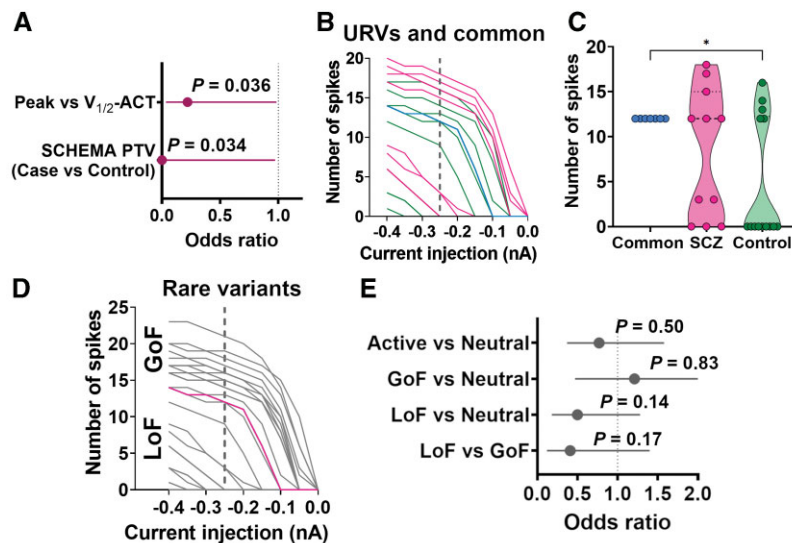 A
P = 0.036
Peak vs V1/2-ACT
P = 0.034
SCHEMA PTV
(Case vs Control)
0.0 0.5 1.0
Odds ratio
B
URVs and common
Number of spikes
20
15
10
5
0
-0.4 -0.3 -0.2 -0.1 0.0
Current injection (nA)
C
*
Number of spikes
20
15
10
5
0
Common SCZ Control
D
Rare variants
Number of spikes
25
20
15
10
5
0
GoF
LoF
-0.4 -0.3 -0.2 -0.1 0.0
Current injection (nA)
E
P = 0.50
Active vs Neutral
P = 0.83
GoF vs Neutral
P = 0.14
LoF vs Neutral
P = 0.17
LoF vs GoF
0.0 0.5 1.0 1.5 2.0
Odds ratio